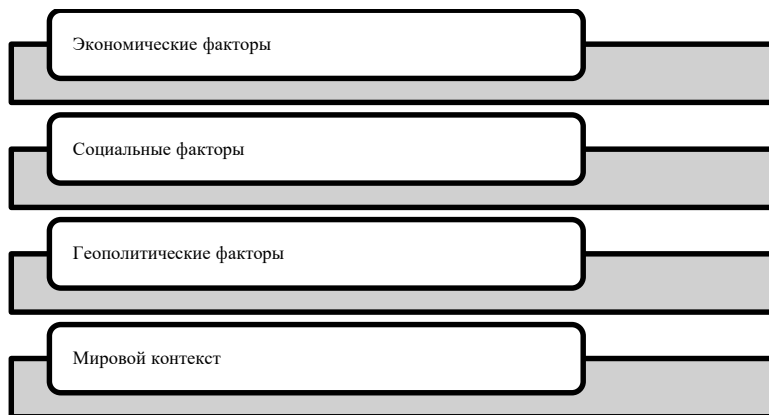 Экономические факторы
Социальные факторы
Геополитические факторы
Мировой контекст